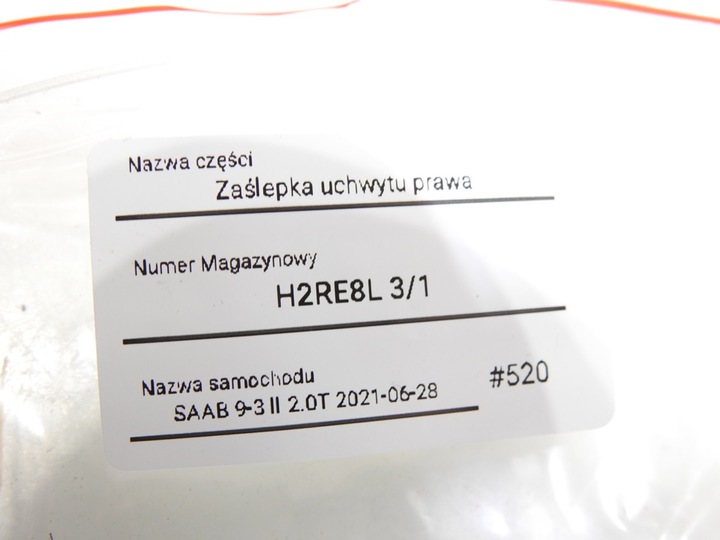 Nazwa części
Zaślepka uchwytu prawa
Numer Magazynowy
H2RE8L 3/1
Nazwa samochodu
#520
SAAB 9-3 II 2.0T 2021-06-28